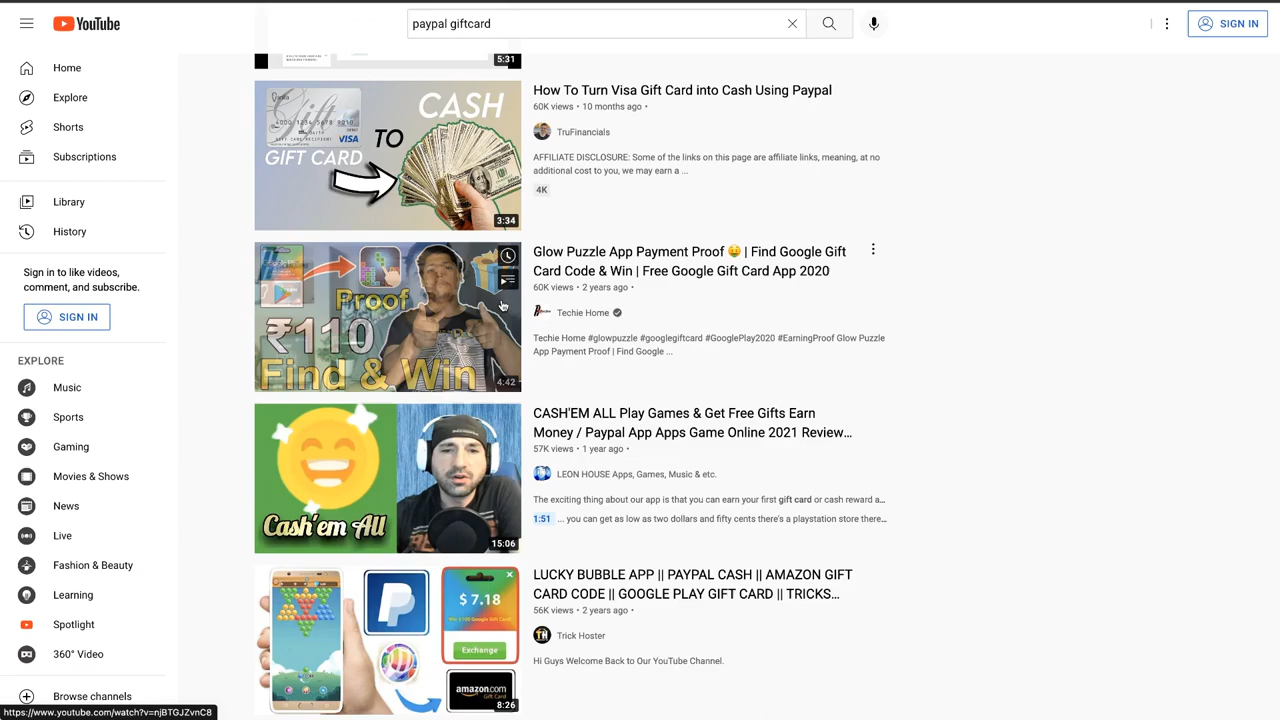 YouTube
paypal giftcard
SIGN IN
Home
Explore
Shorts
Subscriptions
Library
History
Sign in to like videos,
comment, and subscribe.
SIGN IN
EXPLORE
Music
Sports
Gaming
Movies & Shows
News
Live
Fashion & Beauty
Learning
Spotlight
360° Video
Browse channels
https://www.youtube.com/watch?v=njBTGJZvnC8
5:31
Gift
4000 1234 5678 9010
VISA
GIFT CARD
TO
CASH
3:34
How To Turn Visa Gift Card into Cash Using Paypal
60K views • 10 months ago •
TruFinancials
AFFILIATE DISCLOSURE: Some of the links on this page are affiliate links, meaning, at no
additional cost to you, we may earn a ...
4K
Proof
₹110
Find & Win
4:42
Glow Puzzle App Payment Proof 🤑 | Find Google Gift
Card Code & Win | Free Google Gift Card App 2020
60K views • 2 years ago •
Techie Home
Techie Home #glowpuzzle #googlegiftcard #GooglePlay2020 #EarningProof Glow Puzzle
App Payment Proof | Find Google ...
Cash'em All
15:06
CASH'EM ALL Play Games & Get Free Gifts Earn
Money / Paypal App Apps Game Online 2021 Review...
57K views • 1 year ago •
LEON HOUSE Apps, Games, Music & etc.
The exciting thing about our app is that you can earn your first gift card or cash reward a...
1:51 ... you can get as low as two dollars and fifty cents there's a playstation store there...
$ 7.18
Exchange
amazon.com
Gift Card
8:26
LUCKY BUBBLE APP || PAYPAL CASH || AMAZON GIFT
CARD CODE || GOOGLE PLAY GIFT CARD || TRICKS...
56K views • 2 years ago •
Trick Hoster
Hi Guys Welcome Back to Our YouTube Channel.